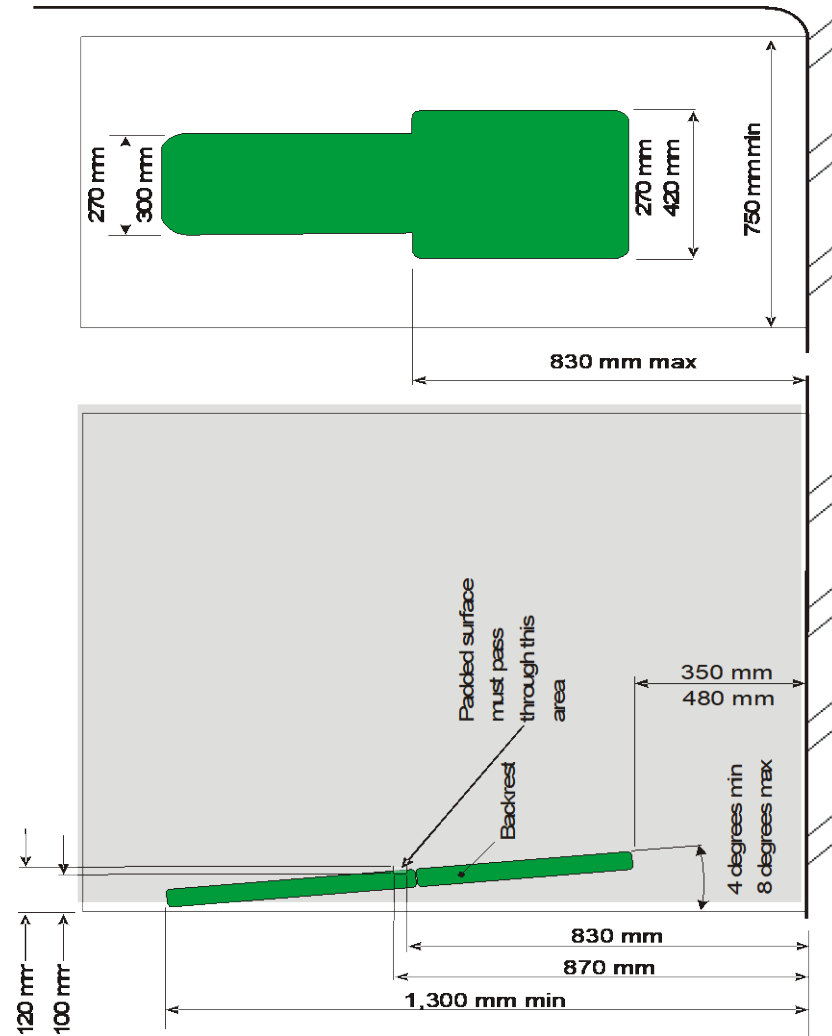 270 mm
300 mm
270 mm
420 mm
750 mm min
830 mm max
Padded surface
must pass
through this
area
Backrest
350 mm
480 mm
4 degrees min
8 degrees max
830 mm
870 mm
1,300 mm min
120 mm
100 mm